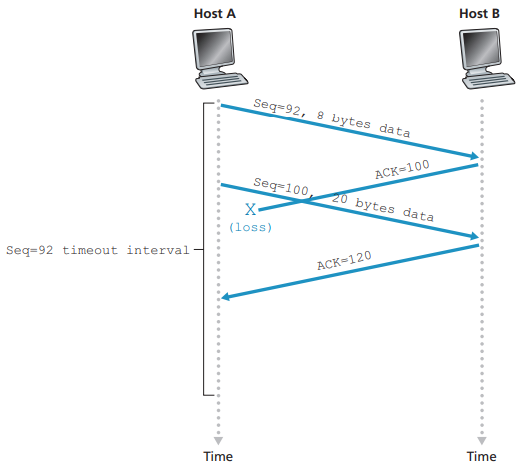 Host A
Host B
Seq=92, 8 bytes data
ACK=100
Seq=100, 20 bytes data
X
(loss)
Seq=92 timeout interval
ACK=120
Time
Time